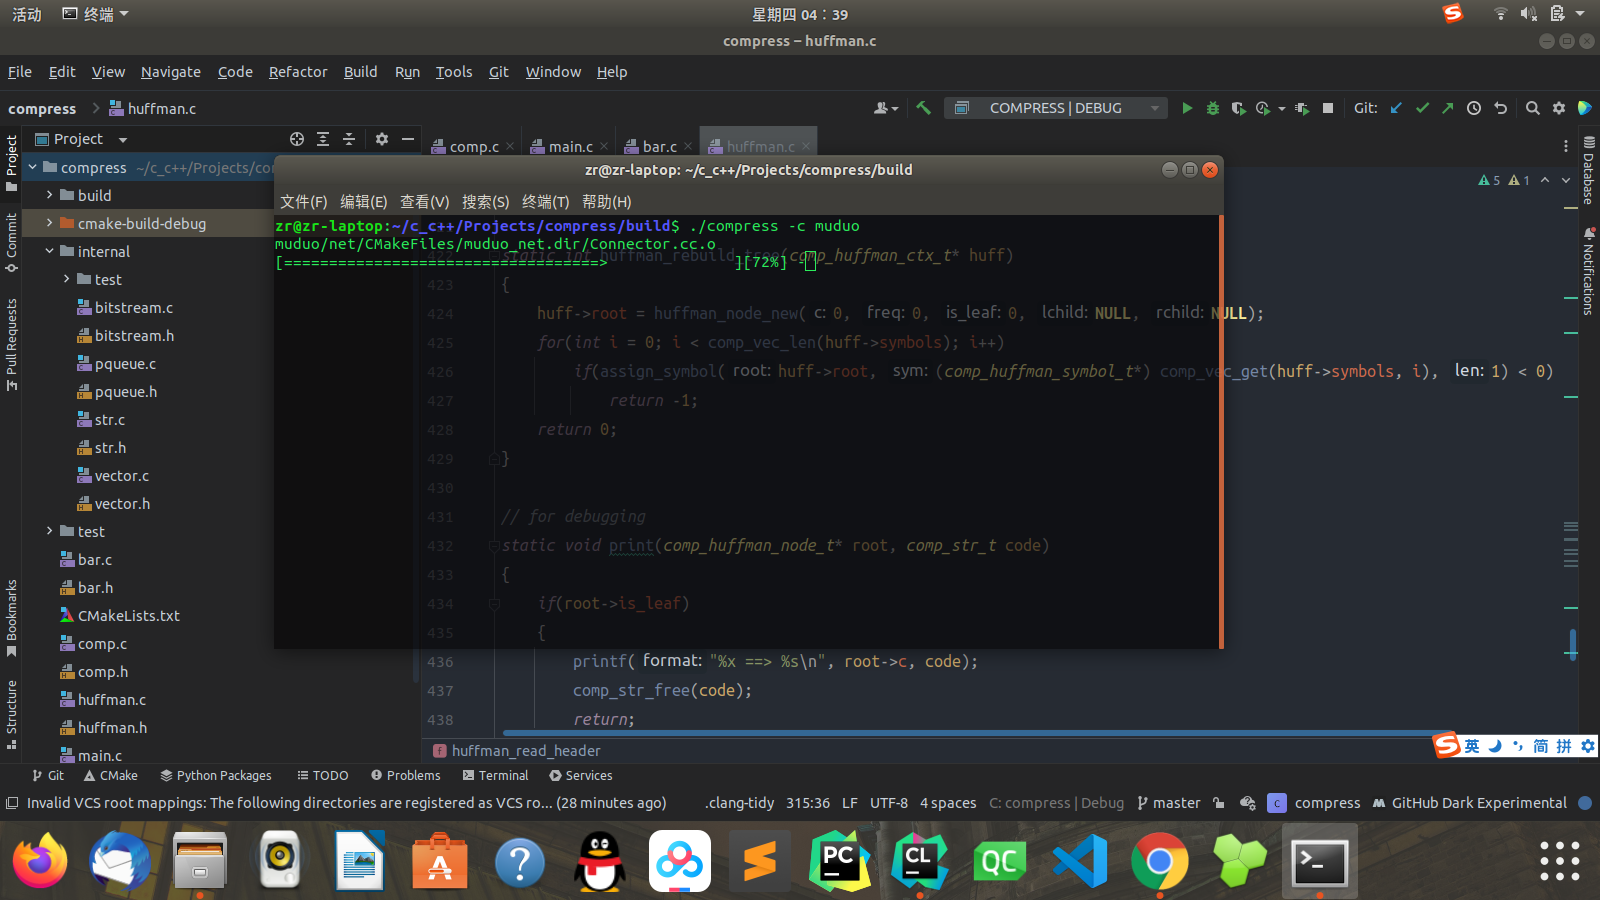 活动 终端 星期四 04：39
compress – huffman.c
File Edit View Navigate Code Refactor Build Run Tools Git Window Help
compress huffman.c COMPRESS | DEBUG Git:
Project comp.c main.c bar.c huffman.c
compress ~/c_c++/Projects/co
build
cmake-build-debug
internal
test
bitstream.c
bitstream.h
pqueue.c
pqueue.h
str.c
str.h
vector.c
vector.h
test
bar.c
bar.h
CMakeLists.txt
comp.c
comp.h
huffman.c
huffman.h
main.c
Project
Commit
Pull Requests
Bookmarks
Structure
Database
Notifications
5 1
zr@zr-laptop: ~/c_c++/Projects/compress/build
文件(F) 编辑(E) 查看(V) 搜索(S) 终端(T) 帮助(H)
zr@zr-laptop:~/c_c++/Projects/compress/build$ ./compress -c muduo
muduo/net/CMakeFiles/muduo_net.dir/Connector.cc.o
[===================================> ][72%] -
static int huffman_rebuild (comp_huffman_ctx_t* huff)
423 {
424 huff->root = huffman_node_new( c: 0, freq: 0, is_leaf: 0, lchild: NULL, rchild: NULL);
425 for(int i = 0; i < comp_vec_len(huff->symbols); i++)
426 if(assign_symbol( root: huff->root, sym: (comp_huffman_symbol_t*) comp_vec_get(huff->symbols, i), len: 1) < 0)
427 return -1;
428 return 0;
429 }
430
431 // for debugging
432 static void print(comp_huffman_node_t* root, comp_str_t code)
433 {
434 if(root->is_leaf)
435 {
436 printf( format: "%x ==> %s\n", root->c, code);
437 comp_str_free(code);
438 return;
huffman_read_header
英 简 拼
Git CMake Python Packages TODO Problems Terminal Services
Invalid VCS root mappings: The following directories are registered as VCS ro... (28 minutes ago) .clang-tidy 315:36 LF UTF-8 4 spaces C: compress | Debug master C compress GitHub Dark Experimental
PC CL QC